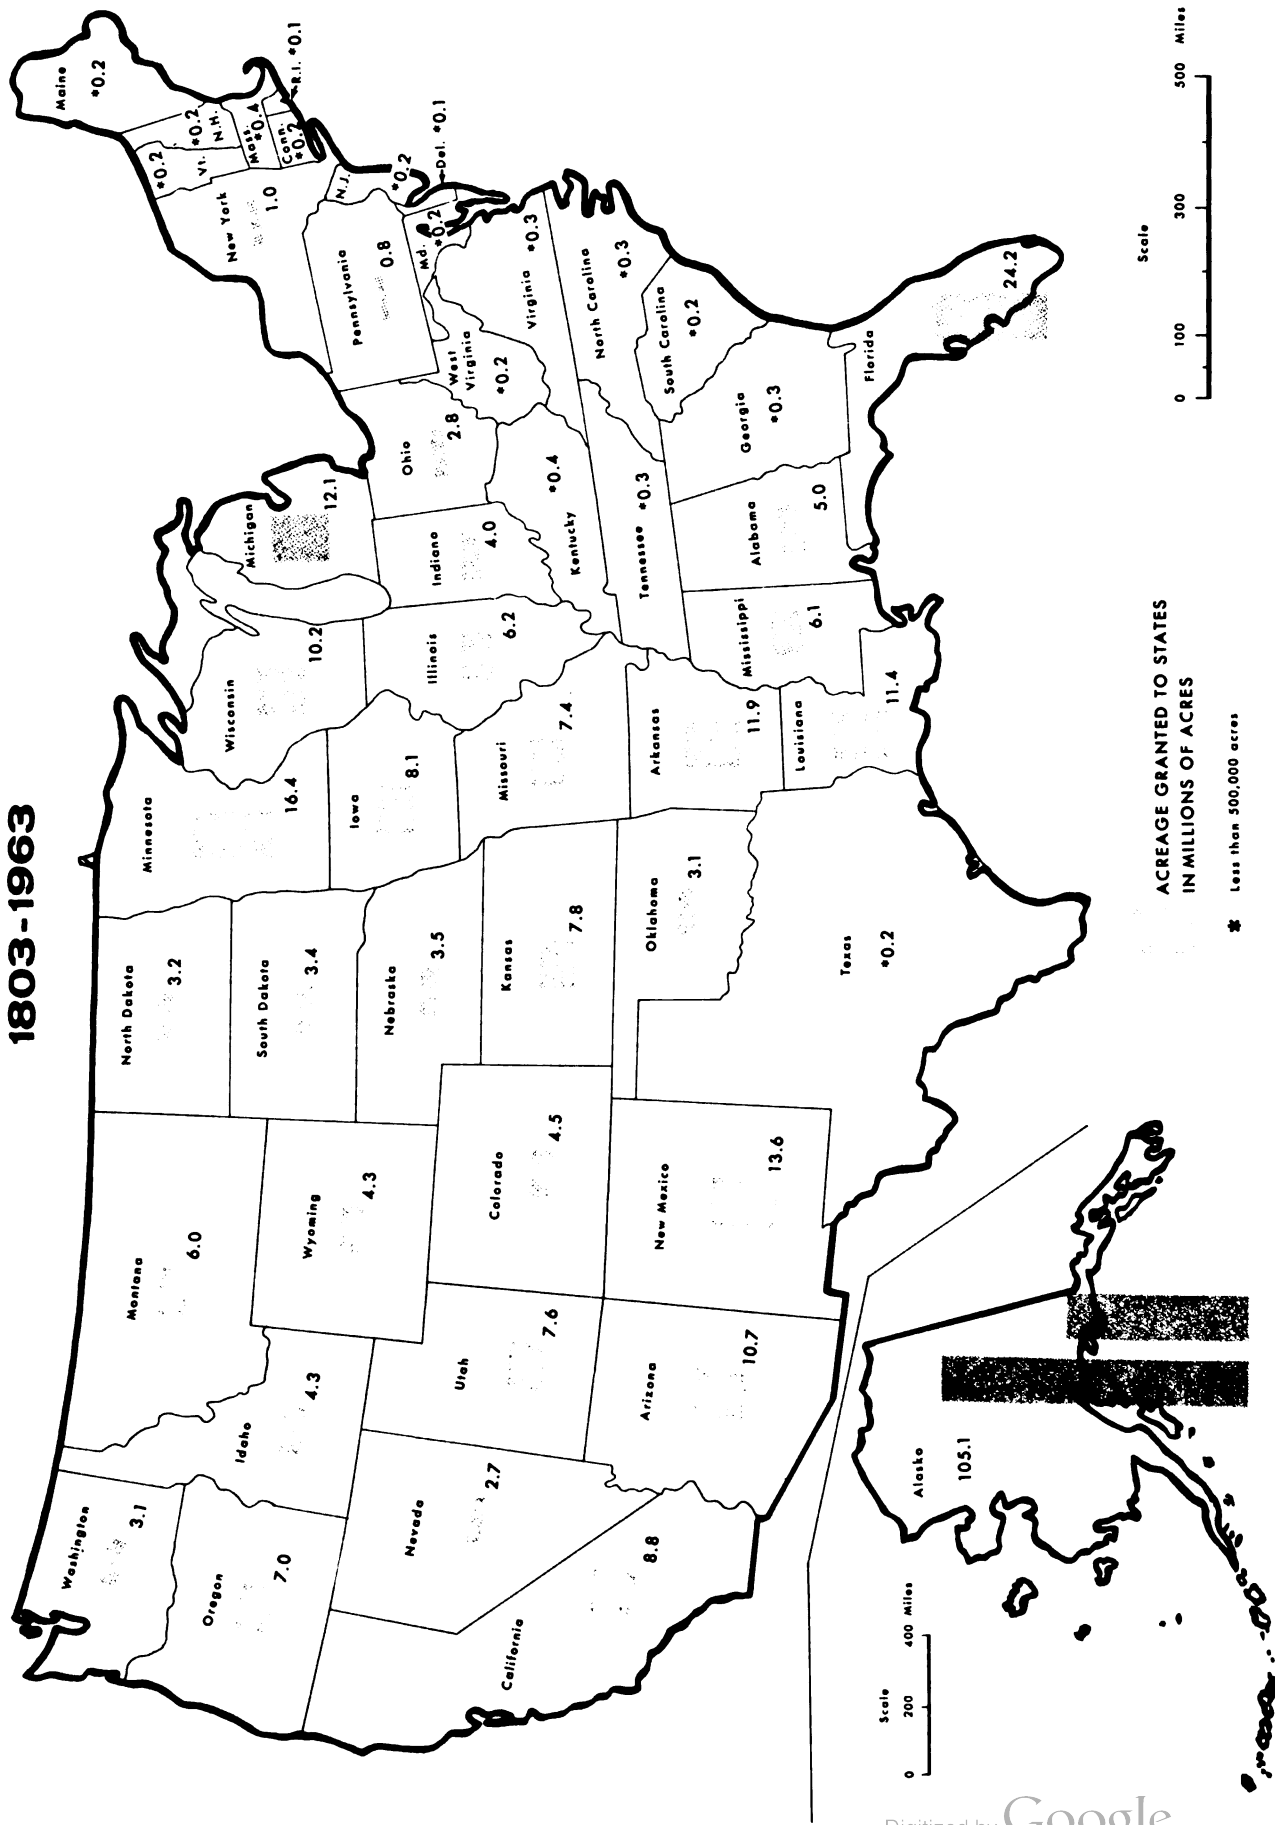 1803-1963
Washington
3.1
Oregon
7.0
California
8.8
Nevada
2.7
Idaho
4.3
Montana
6.0
Wyoming
4.3
Utah
7.6
Colorado
4.5
Arizona
10.7
New Mexico
13.6
North Dakota
3.2
South Dakota
3.4
Nebraska
3.5
Kansas
7.8
Oklahoma
3.1
Texas
*0.2
Minnesota
16.4
Iowa
8.1
Missouri
7.4
Arkansas
11.9
Louisiana
11.4
Wisconsin
10.2
Illinois
6.2
Michigan
12.1
Indiana
4.0
Ohio
2.8
Kentucky
*0.4
Tennessee *0.3
Mississippi
6.1
Alabama
5.0
Georgia
*0.3
Florida
24.2
South Carolina
*0.2
North Carolina
*0.3
Virginia *0.3
West
Virginia
*0.2
Pennsylvania
0.8
New York
1.0
Md.
*0.2
Del. *0.1
N.J.
*0.2
Conn.
*0.2
R.I. *0.1
Mass.
*0.4
Vt.
*0.2
N.H.
*0.2
Maine
*0.2
Alasko
105.1
Scale
0 200 400 Miles
ACREAGE GRANTED TO STATES
IN MILLIONS OF ACRES
* Less than 500,000 acres
Scale
0 100 300 500 Miles
Digitized by Google